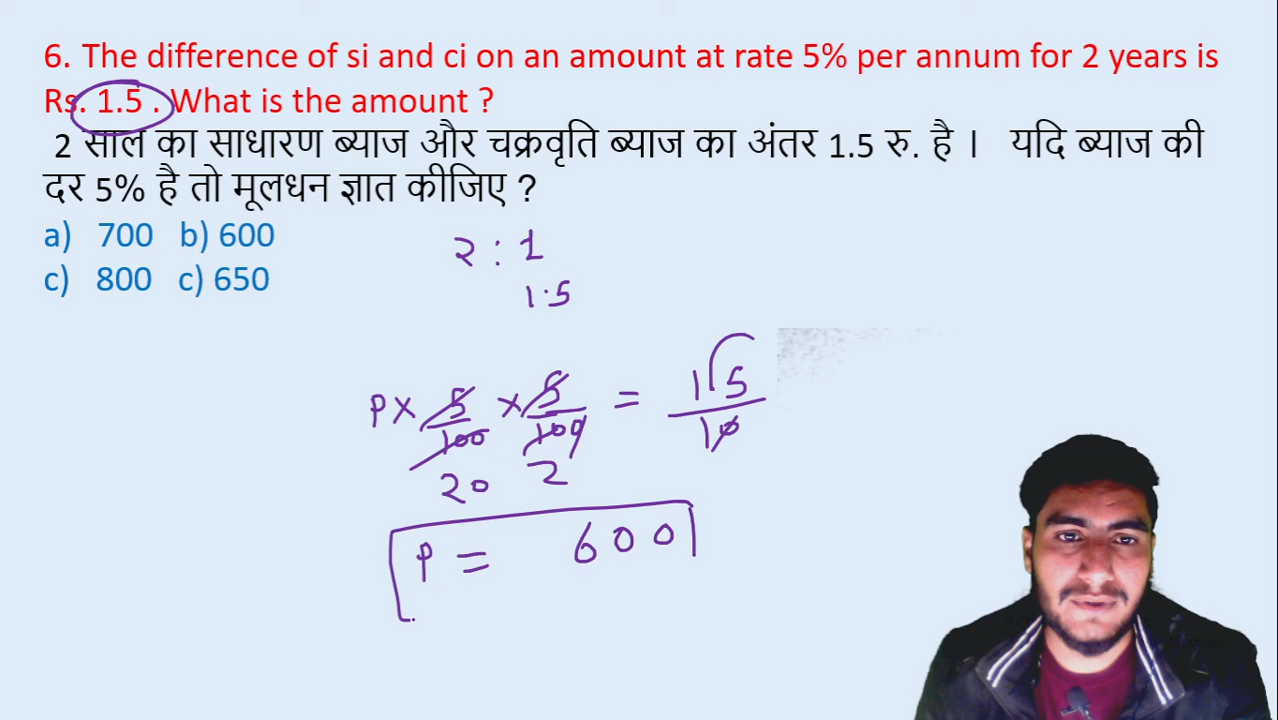 6. The difference of si and ci on an amount at rate 5% per annum for 2 years is
Rs. 1.5 . What is the amount ?
2 साल का साधारण ब्याज और चक्रवृति ब्याज का अंतर 1.5 रु. है । यदि ब्याज की
दर 5% है तो मूलधन ज्ञात कीजिए ?
a) 700 b) 600
c) 800 c) 650
2 : 1
1.5
P× 5/100 × 5/100 = 15/10
20 2
P = 600